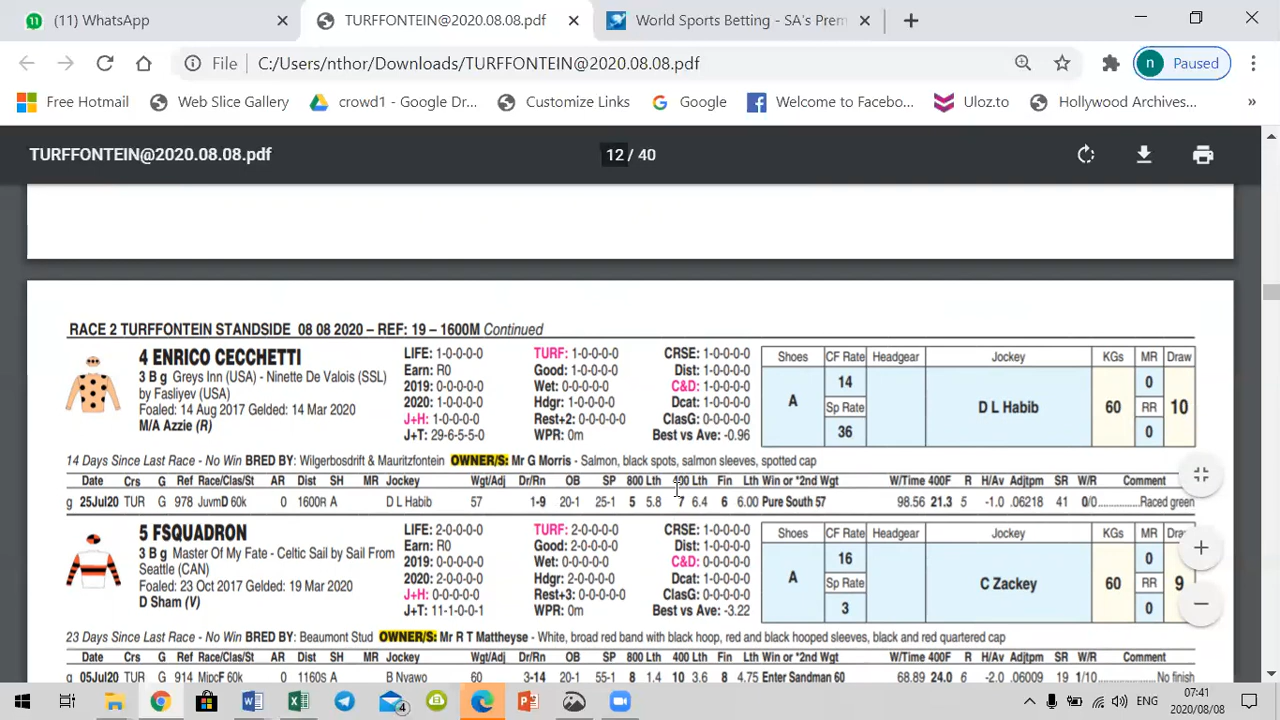 (11) WhatsApp
TURFFONTEIN@2020.08.08.pdf
World Sports Betting - SA's Prem
File C:/Users/nthor/Downloads/TURFFONTEIN@2020.08.08.pdf
n Paused
Free Hotmail Web Slice Gallery crowd1 - Google Dr... Customize Links Google Welcome to Facebo... Uloz.to Hollywood Archives... »
TURFFONTEIN@2020.08.08.pdf 12 / 40
RACE 2 TURFFONTEIN STANDSIDE 08 08 2020 – REF: 19 – 1600M Continued
4 ENRICO CECCHETTI LIFE: 1-0-0-0-0 TURF: 1-0-0-0-0 CRSE: 1-0-0-0-0 Shoes CF Rate Headgear Jockey KGs MR Draw
3 B g Greys Inn (USA) - Ninette De Valois (SSL) Earn: R0 Good: 1-0-0-0-0 Dist: 1-0-0-0-0 14 0
by Fasliyev (USA) 2019: 0-0-0-0-0 Wet: 0-0-0-0-0 C&D: 1-0-0-0-0
Foaled: 14 Aug 2017 Gelded: 14 Mar 2020 2020: 1-0-0-0-0 Hdgr: 1-0-0-0-0 Dcat: 1-0-0-0-0 A Sp Rate D L Habib 60 RR 10
M/A Azzie (R) J+H: 1-0-0-0-0 Rest+2: 0-0-0-0-0 ClasG: 0-0-0-0-0
J+T: 29-6-5-5-0 WPR: 0m Best vs Ave: -0.96 36 0
14 Days Since Last Race - No Win BRED BY: Wilgerbosdrift & Mauritzfontein OWNER/S: Mr G Morris - Salmon, black spots, salmon sleeves, spotted cap
Date Crs G Ref Race/Clas/St AR Dist SH MR Jockey Wgt/Adj Dr/Rn OB SP 800 Lth 400 Lth Fin Lth Win or *2nd Wgt W/Time 400F R H/Av Adjtpm SR W/R Comment
g 25Jul20 TUR G 978 JuvmD 60k 0 1600R A D L Habib 57 1-9 20-1 25-1 5 5.8 7 6.4 6 6.00 Pure South 57 98.56 21.3 5 -1.0 .06218 41 0/0...............Raced green
5 FSQUADRON LIFE: 2-0-0-0-0 TURF: 2-0-0-0-0 CRSE: 1-0-0-0-0 Shoes CF Rate Headgear Jockey KGs MR Draw
3 B g Master Of My Fate - Celtic Sail by Sail From Earn: R0 Good: 2-0-0-0-0 Dist: 1-0-0-0-0 16 0
Seattle (CAN) 2019: 0-0-0-0-0 Wet: 0-0-0-0-0 C&D: 1-0-0-0-0
Foaled: 23 Oct 2017 Gelded: 19 Mar 2020 2020: 2-0-0-0-0 Hdgr: 1-0-0-0-0 Dcat: 1-0-0-0-0 A Sp Rate C Zackey 60 RR 9
D Sham (V) J+H: 0-0-0-0-0 Rest+3: 0-0-0-0-0 ClasG: 0-0-0-0-0
J+T: 11-1-0-0-1 WPR: 0m Best vs Ave: -3.22 3 0
23 Days Since Last Race - No Win BRED BY: Beaumont Stud OWNER/S: Mr R T Mattheyse - White, broad red band with black hoop, red and black hooped sleeves, black and red quartered cap
Date Crs G Ref Race/Clas/St AR Dist SH MR Jockey Wgt/Adj Dr/Rn OB SP 800 Lth 400 Lth Fin Lth Win or *2nd Wgt W/Time 400F R H/Av Adjtpm SR W/R Comment
g 05Jul20 TUR G 914 MipcF 60k 0 1160S A B Nyawo 60 3-14 20-1 55-1 8 1.4 10 3.6 8 4.75 Enter Sandman 60 68.89 24.0 6 -2.0 .06009 19 1/10.....................No finish
4
ENG 07:41
2020/08/08